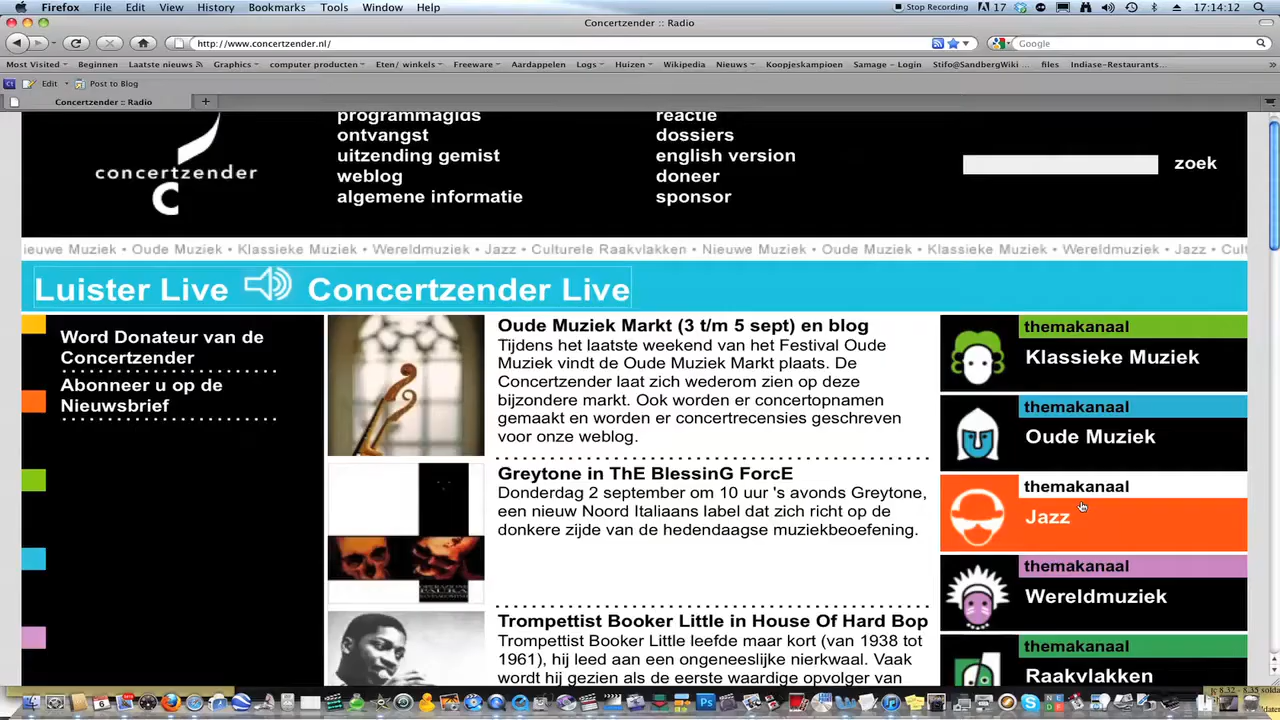 Firefox File Edit View History Bookmarks Tools Window Help Stop Recording 17 17:14:12
Concertzender :: Radio
http://www.concertzender.nl/ Google
Most Visited Beginnen Laatste nieuws Graphics computer producten Eten/ winkels Freeware Aardappelen Logs Huizen Wikipedia Nieuws Koopjeskampioen Samage - Login Stifo@SandbergWiki files Indiase-Restaurants...
Edit Post to Blog
Concertzender :: Radio
programmagids
ontvangst
uitzending gemist
weblog
algemene informatie
reactie
dossiers
english version
doneer
sponsor
concertzender
zoek
ieuwe Muziek • Oude Muziek • Klassieke Muziek • Wereldmuziek • Jazz • Culturele Raakvlakken • Nieuwe Muziek • Oude Muziek • Klassieke Muziek • Wereldmuziek • Jazz • Cult
Luister Live Concertzender Live
Word Donateur van de
Concertzender
Abonneer u op de
Nieuwsbrief
Oude Muziek Markt (3 t/m 5 sept) en blog
Tijdens het laatste weekend van het Festival Oude
Muziek vindt de Oude Muziek Markt plaats. De
Concertzender laat zich wederom zien op deze
bijzondere markt. Ook worden er concertopnamen
gemaakt en worden er concertrecensies geschreven
voor onze weblog.
Greytone in ThE BlessinG ForcE
Donderdag 2 september om 10 uur 's avonds Greytone,
een nieuw Noord Italiaans label dat zich richt op de
donkere zijde van de hedendaagse muziekbeoefening.
Trompettist Booker Little in House Of Hard Bop
Trompettist Booker Little leefde maar kort (van 1938 tot
1961), hij leed aan een ongeneeslijke nierkwaal. Vaak
wordt hij gezien als de eerste waardige opvolger van
themakanaal
Klassieke Muziek
themakanaal
Oude Muziek
themakanaal
Jazz
themakanaal
Wereldmuziek
themakanaal
Raakvlakken